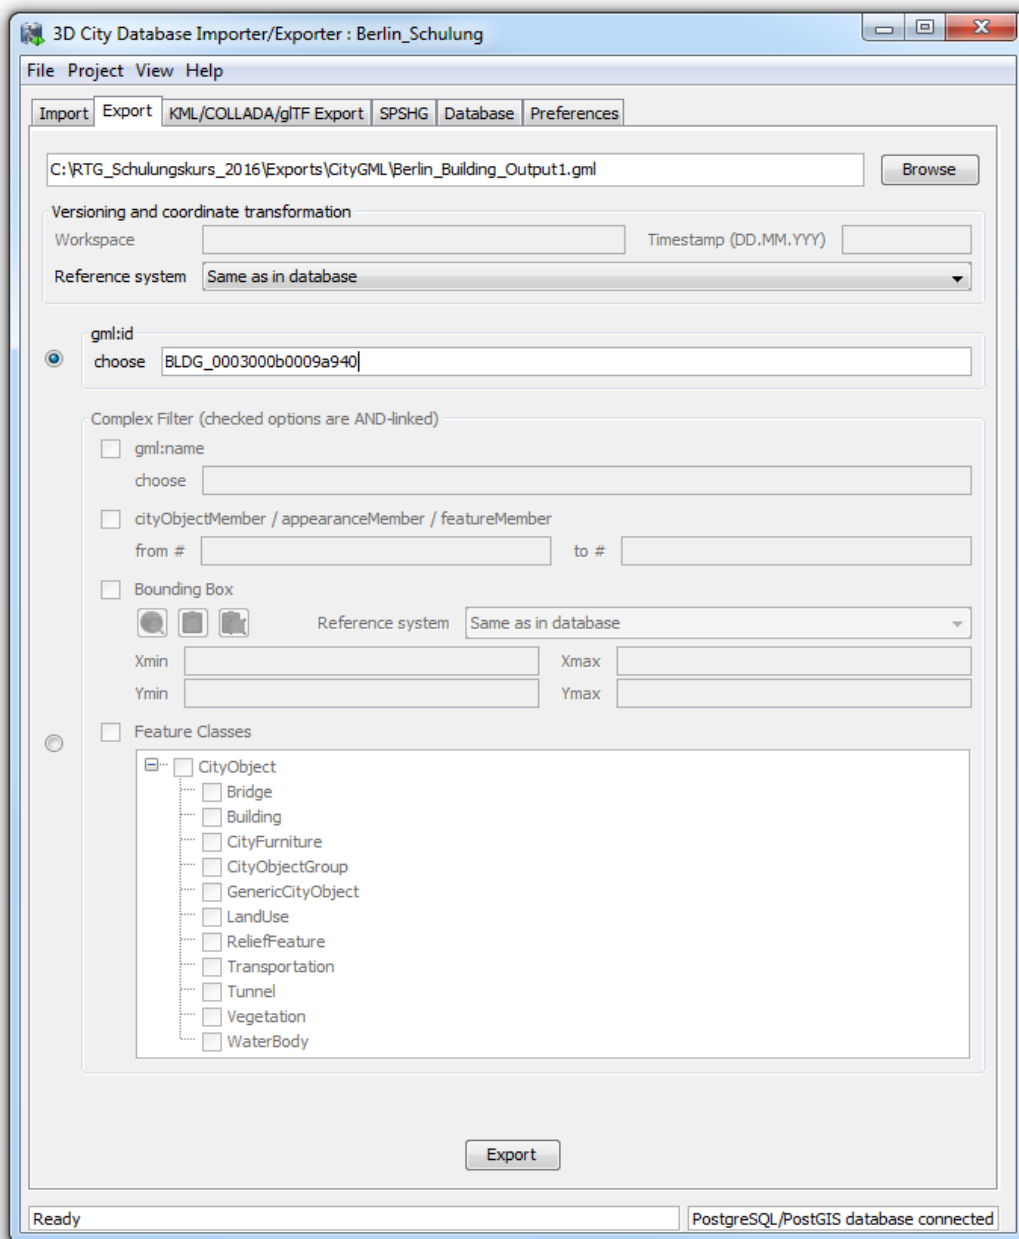 3D City Database Importer/Exporter : Berlin_Schulung
File Project View Help
Import Export KML/COLLADA/glTF Export SPSHG Database Preferences
C:\RTG_Schulungskurs_2016\Exports\CityGML\Berlin_Building_Output1.gml Browse
Versioning and coordinate transformation
Workspace Timestamp (DD.MM.YYY)
Reference system Same as in database
gml:id
choose BLDG_0003000b0009a940
Complex Filter (checked options are AND-linked)
gml:name
choose
cityObjectMember / appearanceMember / featureMember
from # to #
Bounding Box
Reference system Same as in database
Xmin Xmax
Ymin Ymax
Feature Classes
CityObject
Bridge
Building
CityFurniture
CityObjectGroup
GenericCityObject
LandUse
ReliefFeature
Transportation
Tunnel
Vegetation
WaterBody
Export
Ready PostgreSQL/PostGIS database connected